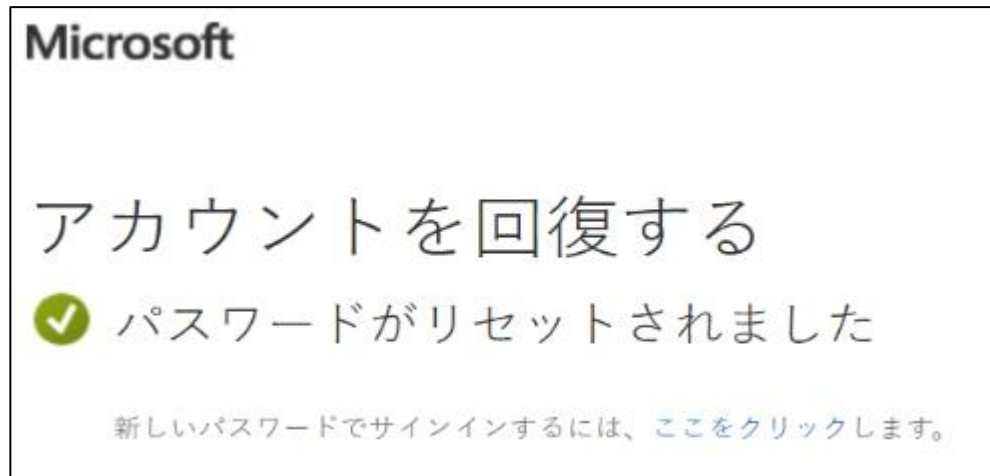 Microsoft
アカウントを回復する
パスワードがリセットされました
新しいパスワードでサインインするには、ここをクリックします。